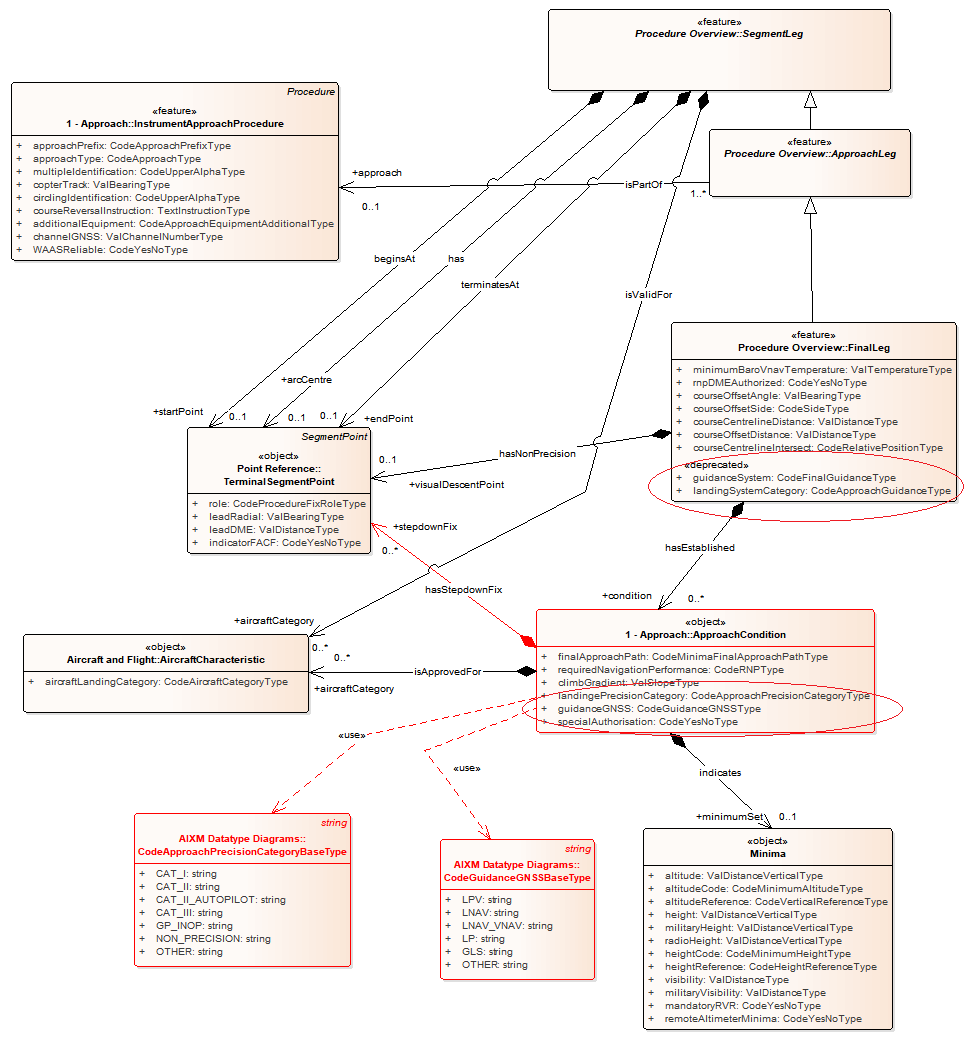 «feature»
Procedure Overview::SegmentLeg
Procedure
«feature»
1 - Approach::InstrumentApproachProcedure
+ approachPrefix: CodeApproachPrefixType
+ approachType: CodeApproachType
+ multipleIdentification: CodeUpperAlphaType
+ copterTrack: ValBearingType
+ circlingIdentification: CodeUpperAlphaType
+ courseReversalInstruction: TextInstructionType
+ additionalEquipment: CodeApproachEquipmentAdditionalType
+ channelGNSS: ValChannelNumberType
+ WAASReliable: CodeYesNoType
«feature»
Procedure Overview::ApproachLeg
+approach
0..1
isPartOf
1..*
beginsAt
has
terminatesAt
isValidFor
«feature»
Procedure Overview::FinalLeg
+ minimumBaroVnavTemperature: ValTemperatureType
+ rnpDMEAuthorized: CodeYesNoType
+ courseOffsetAngle: ValBearingType
+ courseOffsetSide: CodeSideType
+ courseCentrelineDistance: ValDistanceType
+ courseOffsetDistance: ValDistanceType
+ courseCentrelineIntersect: CodeRelativePositionType
«deprecated»
+ guidanceSystem: CodeFinalGuidanceType
+ landingSystemCategory: CodeApproachGuidanceType
+arcCentre
+startPoint
0..1
0..1
0..1
+endPoint
SegmentPoint
«object»
Point Reference::
TerminalSegmentPoint
+ role: CodeProcedureFixRoleType
+ leadRadial: ValBearingType
+ leadDME: ValDistanceType
+ indicatorFACF: CodeYesNoType
hasNonPrecision
0..1
+visualDescentPoint
+stepdownFix
0..*
hasStepdownFix
hasEstablished
+condition
0..*
«object»
1 - Approach::ApproachCondition
+ finalApproachPath: CodeMinimaFinalApproachPathType
+ requiredNavigationPerformance: CodeRNPType
+ climbGradient: ValSlopeType
+ landingePrecisionCategory: CodeApproachPrecisionCategoryType
+ guidanceGNSS: CodeGuidanceGNSSType
+ specialAuthorisation: CodeYesNoType
+aircraftCategory
0..*
0..*
isApprovedFor
+aircraftCategory
«object»
Aircraft and Flight::AircraftCharacteristic
+ aircraftLandingCategory: CodeAircraftCategoryType
«use»
«use»
indicates
+minimumSet
0..1
string
AIXM Datatype Diagrams::
CodeApproachPrecisionCategoryBaseType
+ CAT_I: string
+ CAT_II: string
+ CAT_II_AUTOPILOT: string
+ CAT_III: string
+ GP_INOP: string
+ NON_PRECISION: string
+ OTHER: string
string
AIXM Datatype Diagrams::
CodeGuidanceGNSSBaseType
+ LPV: string
+ LNAV: string
+ LNAV_VNAV: string
+ LP: string
+ GLS: string
+ OTHER: string
«object»
Minima
+ altitude: ValDistanceVerticalType
+ altitudeCode: CodeMinimumAltitudeType
+ altitudeReference: CodeVerticalReferenceType
+ height: ValDistanceVerticalType
+ militaryHeight: ValDistanceVerticalType
+ radioHeight: ValDistanceVerticalType
+ heightCode: CodeMinimumHeightType
+ heightReference: CodeHeightReferenceType
+ visibility: ValDistanceType
+ militaryVisibility: ValDistanceType
+ mandatoryRVR: CodeYesNoType
+ remoteAltimeterMinima: CodeYesNoType